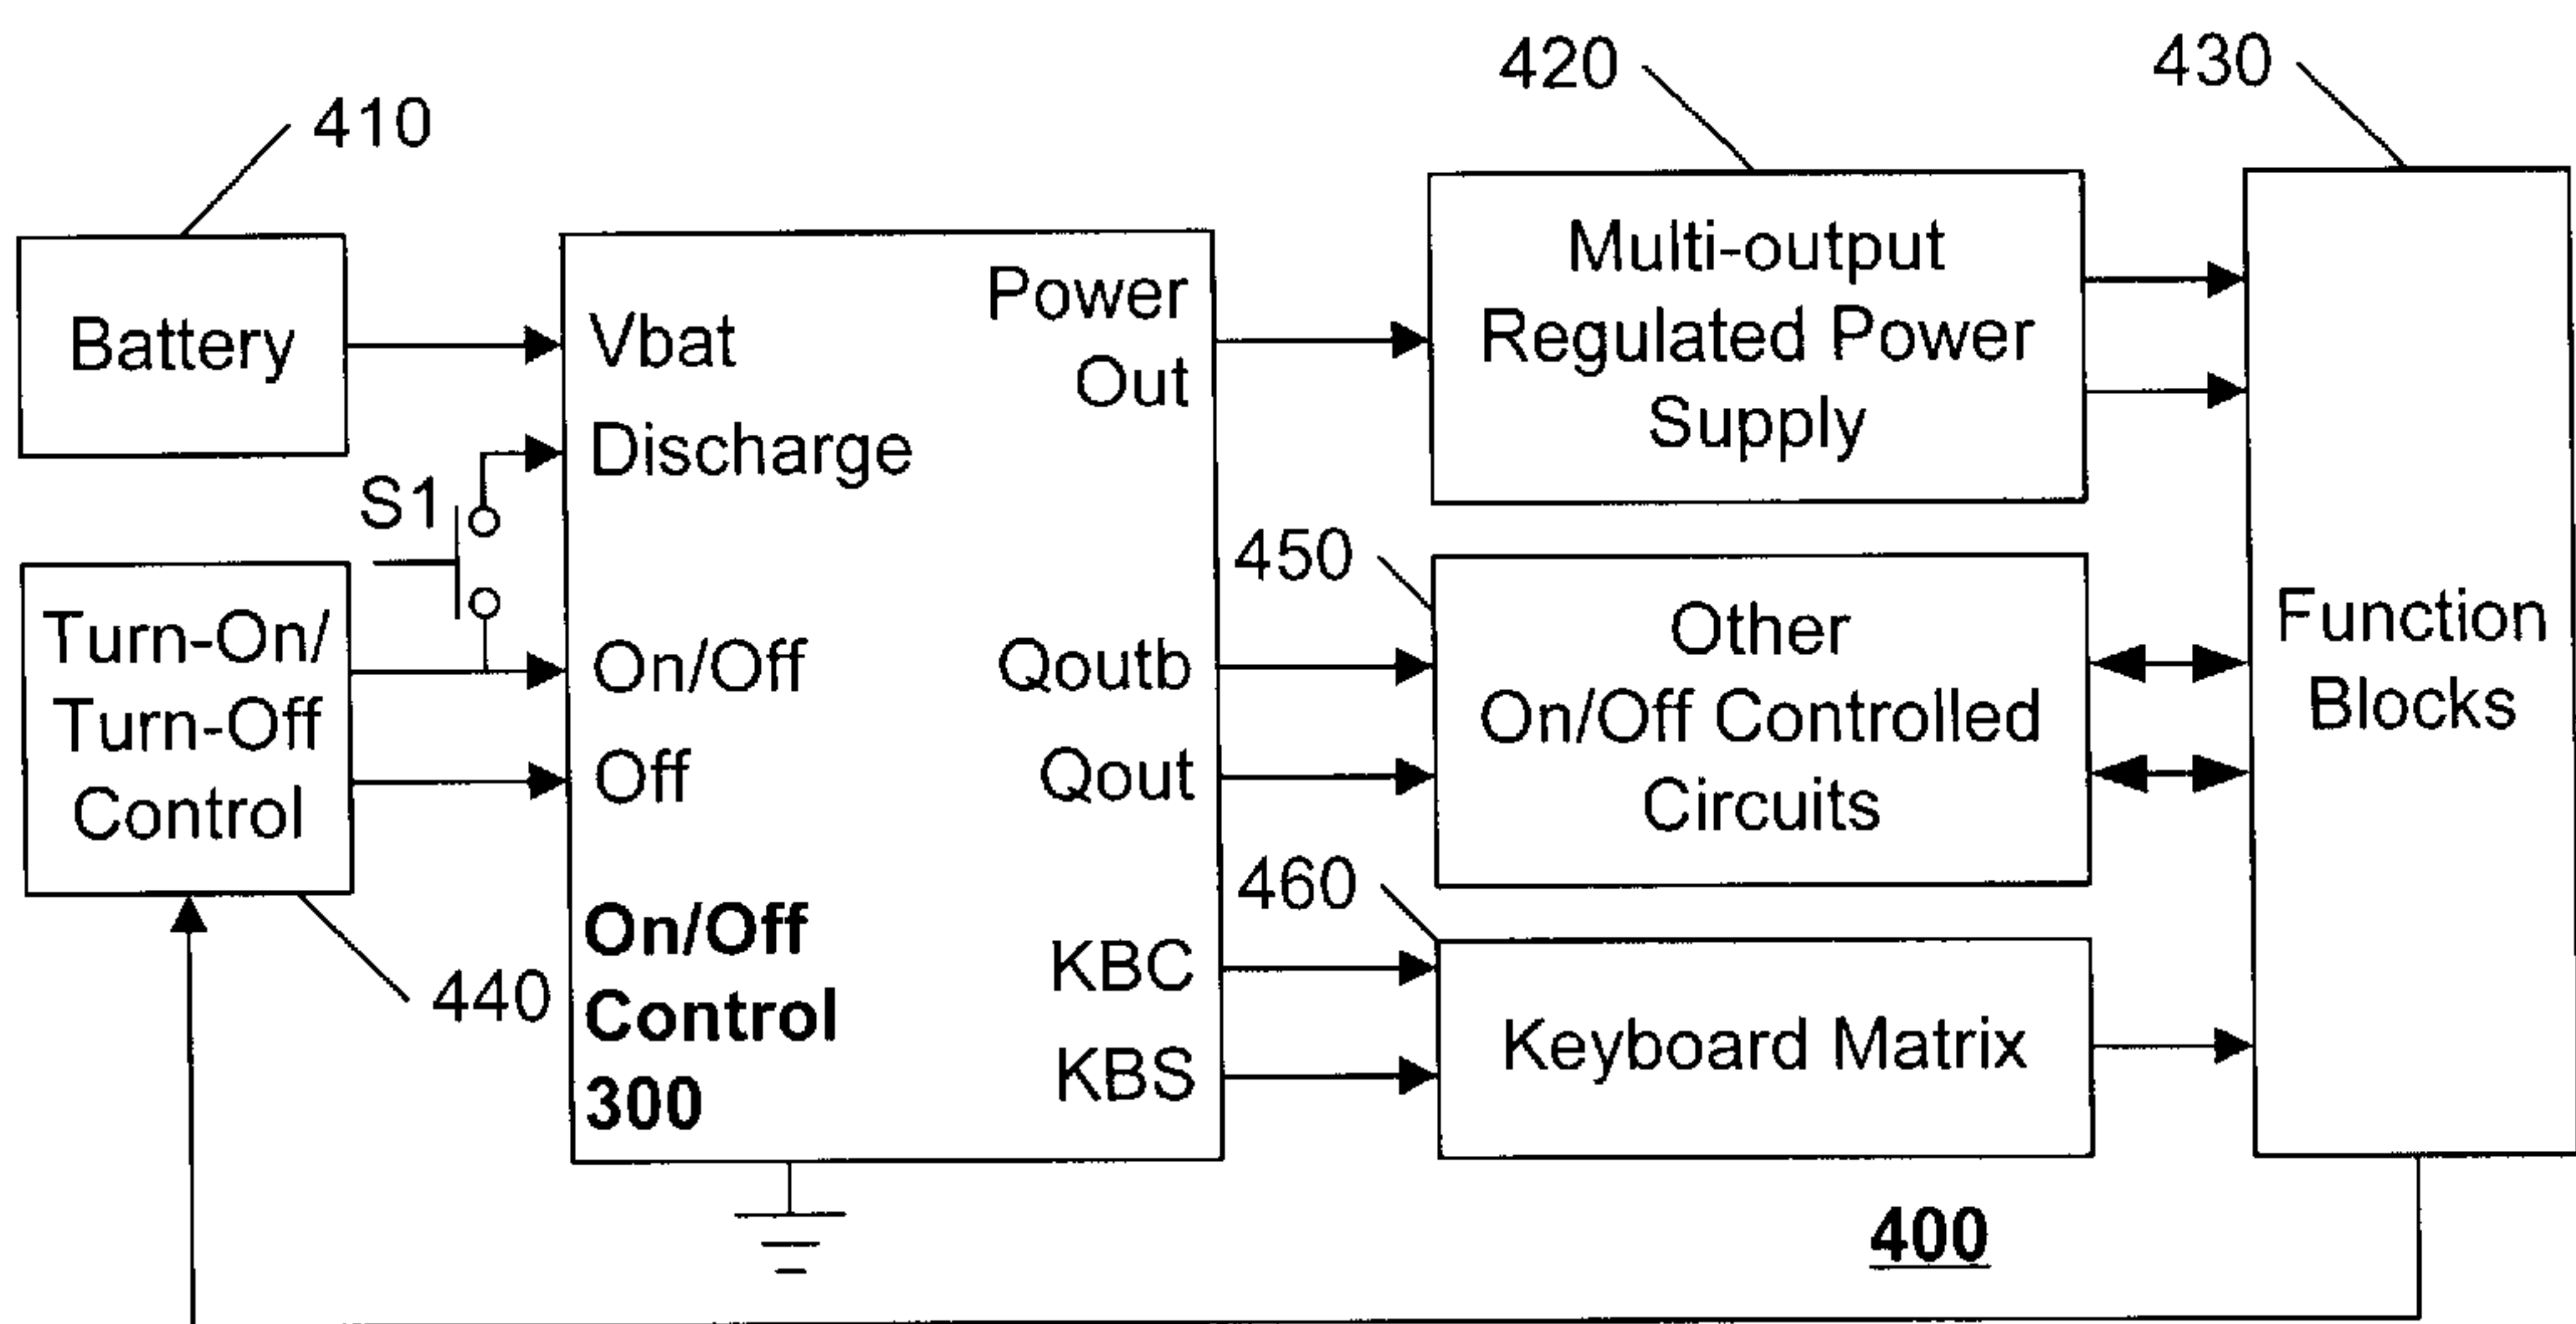 420
430
410
Battery
Vbat
Discharge
S1
Turn-On/
Turn-Off
Control
440
On/Off
Off
On/Off
Control
300
Power
Out
Qoutb
Qout
KBC
KBS
Multi-output
Regulated Power
Supply
450
Other
On/Off Controlled
Circuits
460
Keyboard Matrix
Function
Blocks
400